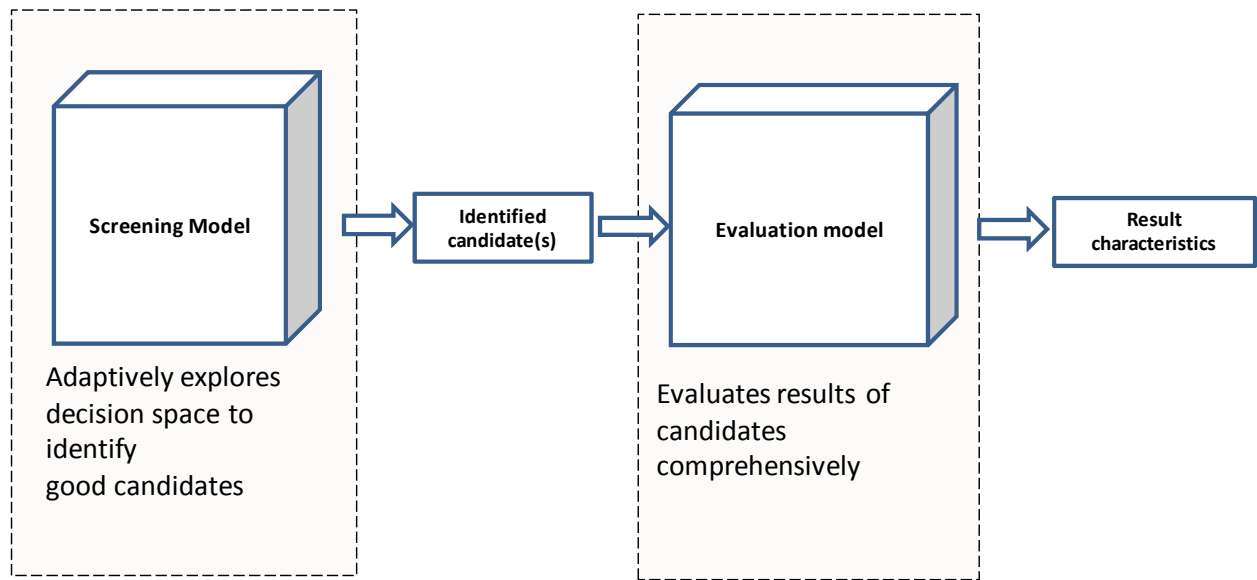 Screening Model
Adaptively explores
decision space to
identify
good candidates
Identified
candidate(s)
Evaluation model
Evaluates results of
candidates
comprehensively
Result
characteristics